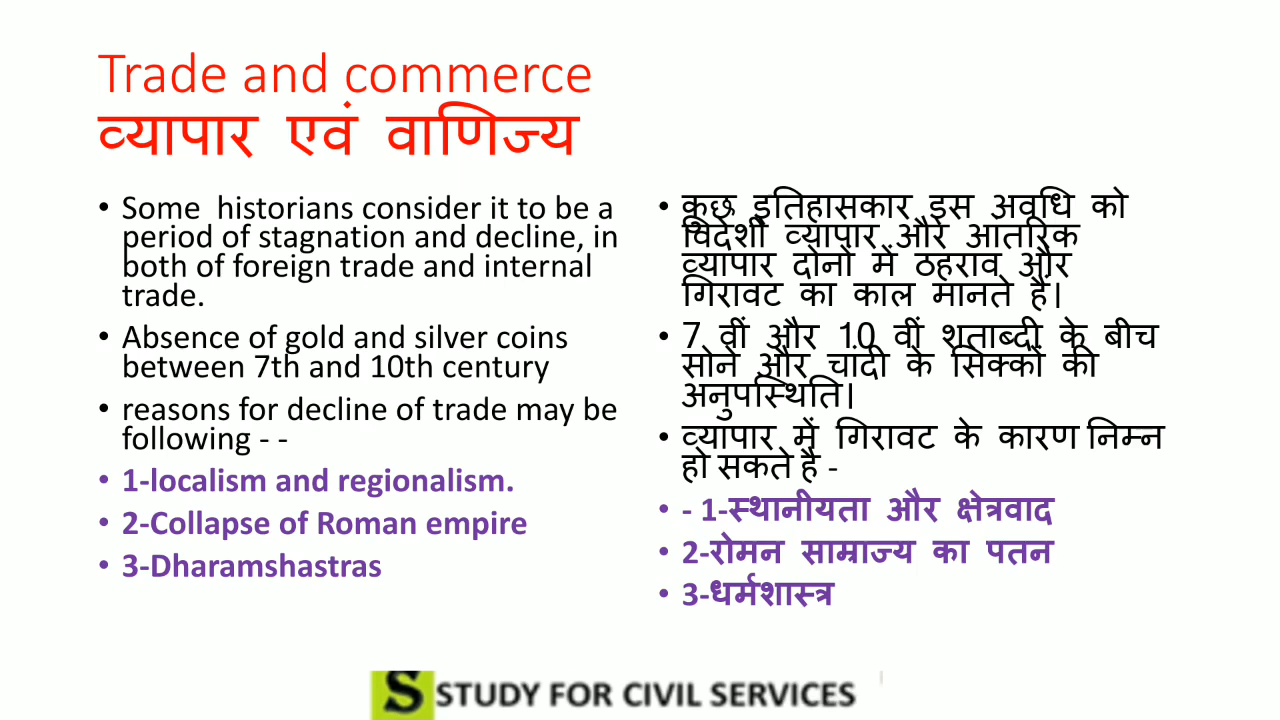 Trade and commerce
व्यापार एवं वाणिज्य
• Some historians consider it to be a
period of stagnation and decline, in
both of foreign trade and internal
trade.
• Absence of gold and silver coins
between 7th and 10th century
• reasons for decline of trade may be
following - -
• 1-localism and regionalism.
• 2-Collapse of Roman empire
• 3-Dharamshastras
• कुछ इतिहासकार इस अवधि को
विदेशी व्यापार और आंतरिक
व्यापार दोनों में ठहराव और
गिरावट का काल मानते हैं।
• 7 वीं और 10 वीं शताब्दी के बीच
सोने और चांदी के सिक्कों की
अनुपस्थिति।
• व्यापार में गिरावट के कारण निम्न
हो सकते है -
• - 1-स्थानीयता और क्षेत्रवाद
• 2-रोमन साम्राज्य का पतन
• 3-धर्मशास्त्र
S STUDY FOR CIVIL SERVICES